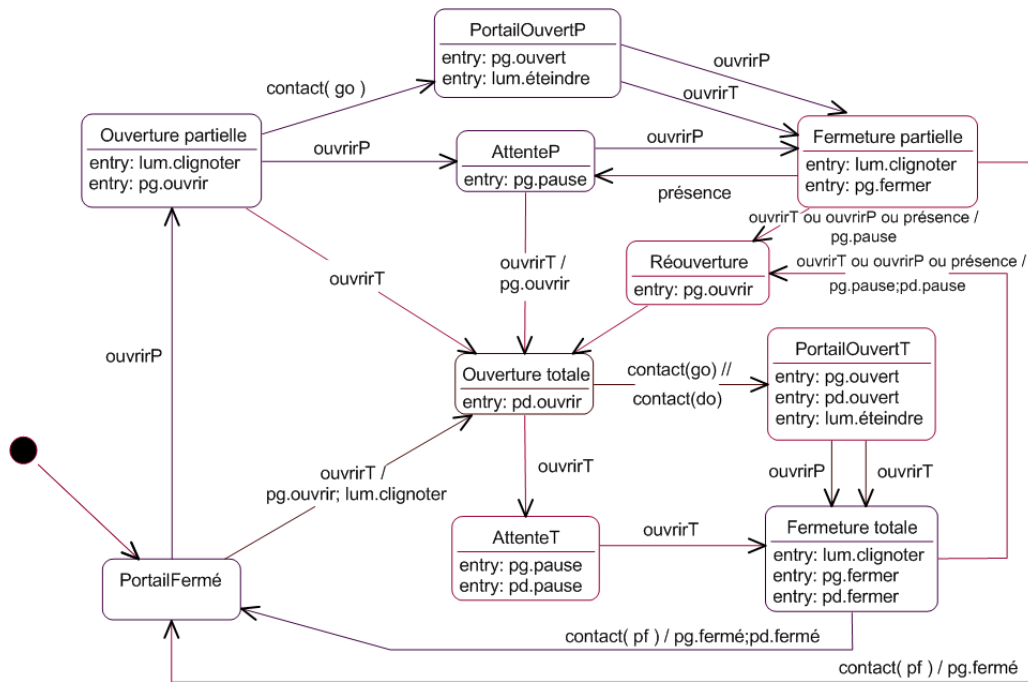 PortailOuvertP
entry: pg.ouvert
entry: lum.éteindre
ouvrirP
ouvrirT
contact( go )
Ouverture partielle
entry: lum.clignoter
entry: pg.ouvrir
ouvrirP
AttenteP
entry: pg.pause
ouvrirP
Fermeture partielle
entry: lum.clignoter
entry: pg.fermer
présence
ouvrirT ou ouvrirP ou présence /
pg.pause
ouvrirT
ouvrirT /
pg.ouvrir
Réouverture
entry: pg.ouvrir
ouvrirT ou ouvrirP ou présence /
pg.pause;pd.pause
ouvrirP
Ouverture totale
entry: pd.ouvrir
contact(go) //
contact(do)
PortailOuvertT
entry: pg.ouvert
entry: pd.ouvert
entry: lum.éteindre
ouvrirT /
pg.ouvrir; lum.clignoter
ouvrirT
ouvrirP
ouvrirT
AttenteT
entry: pg.pause
entry: pd.pause
ouvrirT
Fermeture totale
entry: lum.clignoter
entry: pg.fermer
entry: pd.fermer
PortailFermé
contact( pf ) / pg.fermé;pd.fermé
contact( pf ) / pg.fermé